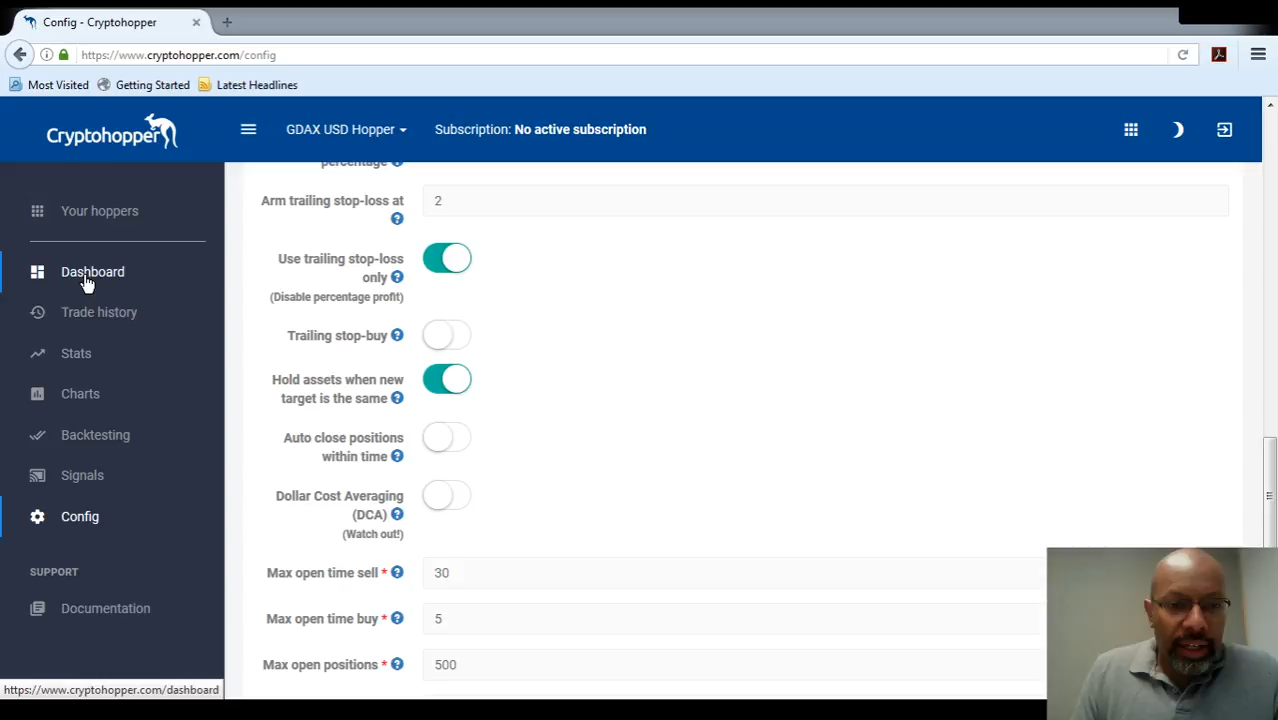 Config - Cryptohopper
https://www.cryptohopper.com/config
Most Visited
Getting Started
Latest Headlines
Cryptohopper
GDAX USD Hopper
Subscription: No active subscription
percentage
Your hoppers
Dashboard
Trade history
Stats
Charts
Backtesting
Signals
Config
SUPPORT
Documentation
https://www.cryptohopper.com/dashboard
Arm trailing stop-loss at
2
Use trailing stop-loss
only
(Disable percentage profit)
Trailing stop-buy
Hold assets when new
target is the same
Auto close positions
within time
Dollar Cost Averaging
(DCA)
(Watch out!)
Max open time sell *
30
Max open time buy *
5
Max open positions *
500